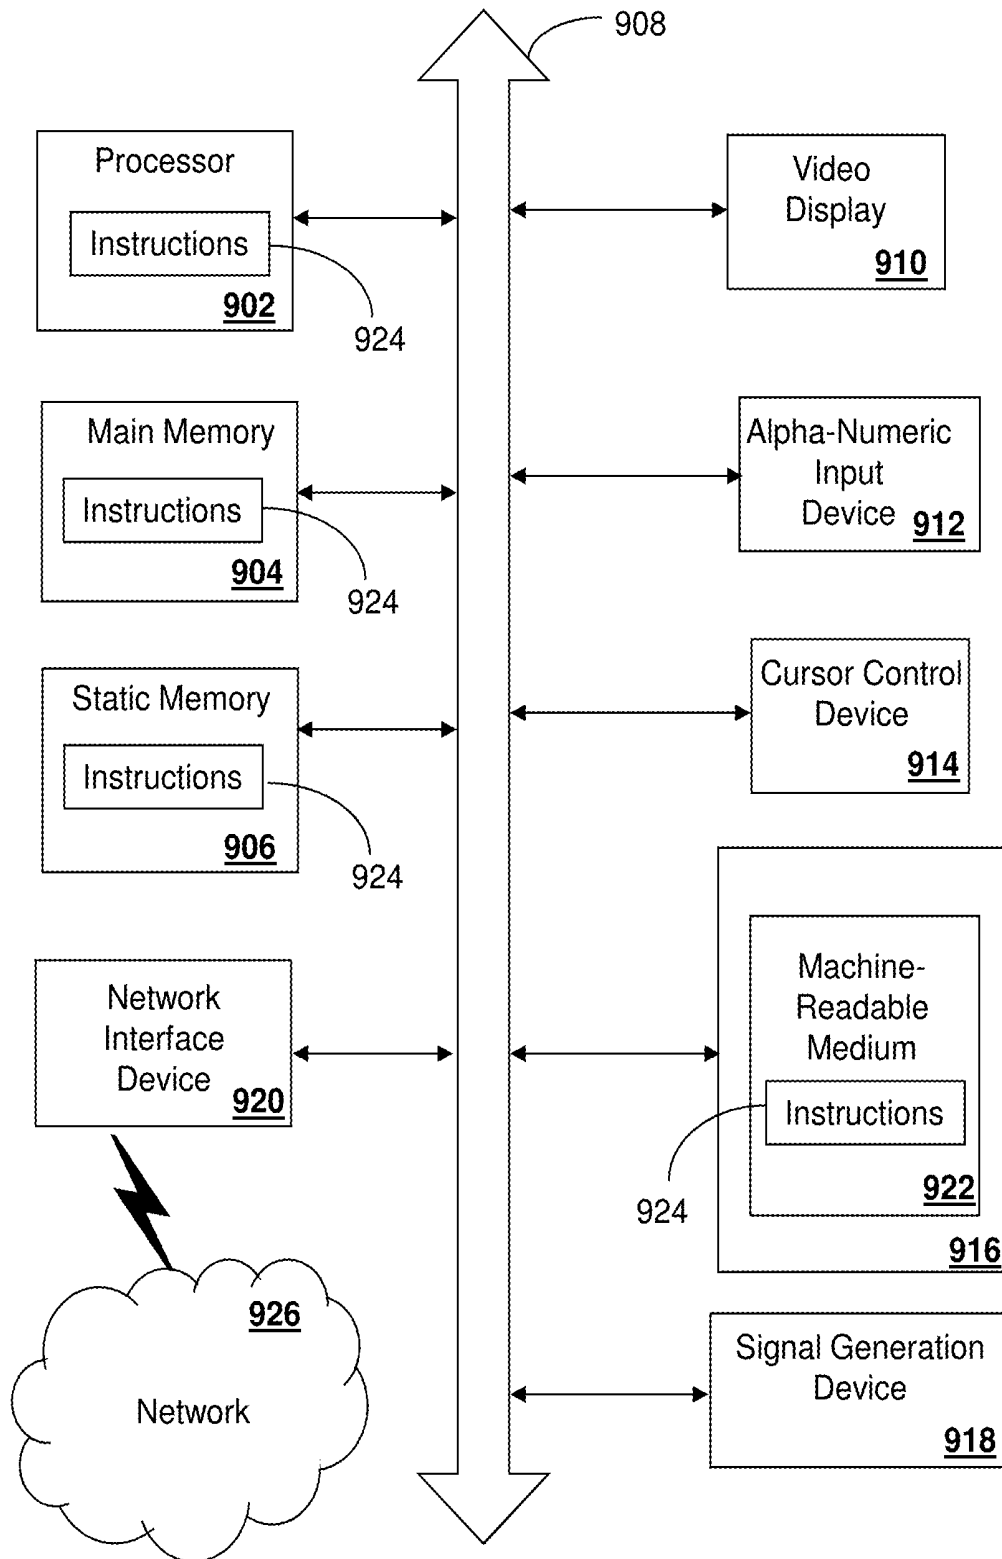 908
Processor
Instructions
902
924
Main Memory
Instructions
904
924
Static Memory
Instructions
906
924
Network
Interface
Device
920
926
Network
Video
Display
910
Alpha-Numeric
Input
Device
912
Cursor Control
Device
914
Machine-
Readable
Medium
Instructions
924
922
916
Signal Generation
Device
918